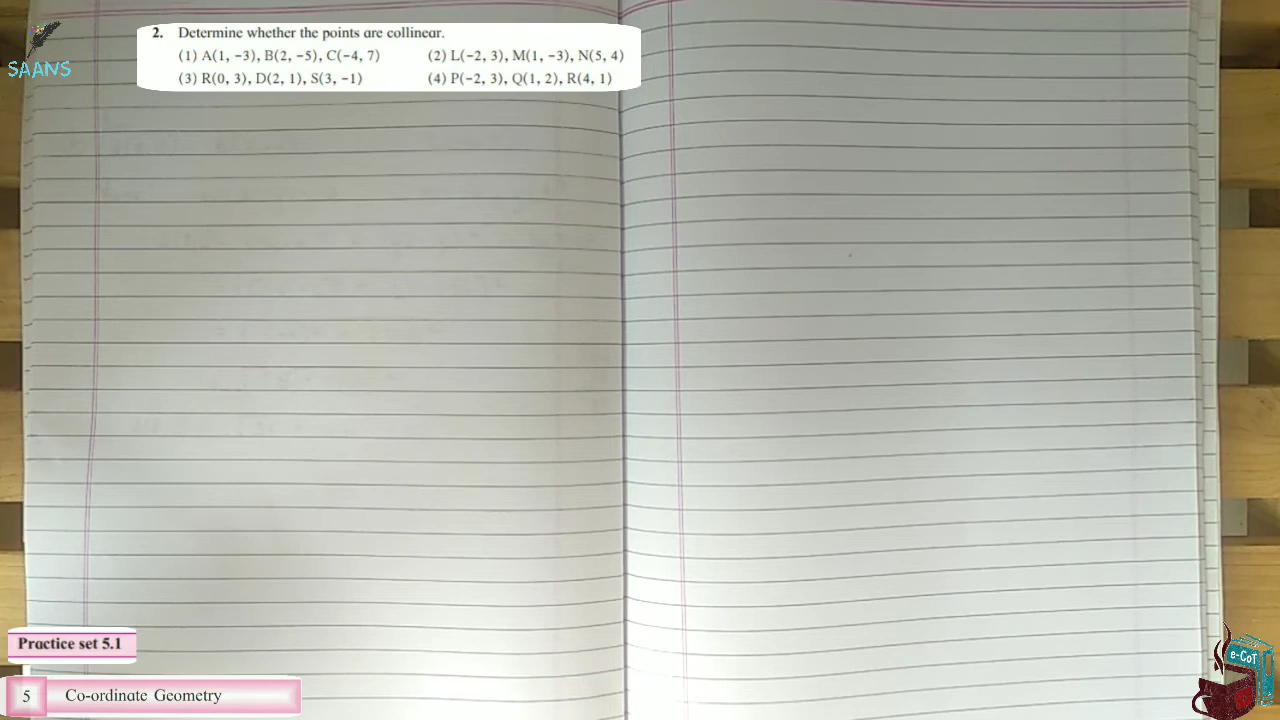 SAANS
2. Determine whether the points are collinear.
(1) A(1, −3), B(2, −5), C(−4, 7) (2) L(−2, 3), M(1, −3), N(5, 4)
(3) R(0, 3), D(2, 1), S(3, −1) (4) P(−2, 3), Q(1, 2), R(4, 1)
Practice set 5.1
5 Co-ordinate Geometry
e-CoT